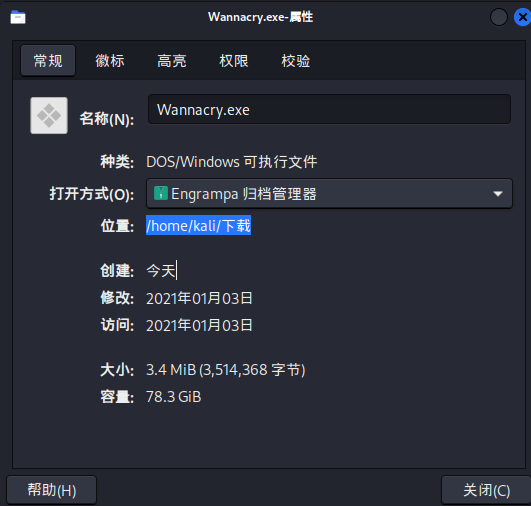 Wannacry.exe-属性
常规 徽标 高亮 权限 校验
名称(N): Wannacry.exe
种类: DOS/Windows 可执行文件
打开方式(O): Engrampa 归档管理器
位置: /home/kali/下载
创建: 今天
修改: 2021年01月03日
访问: 2021年01月03日
大小: 3.4 MiB (3,514,368 字节)
容量: 78.3 GiB
帮助(H) 关闭(C)